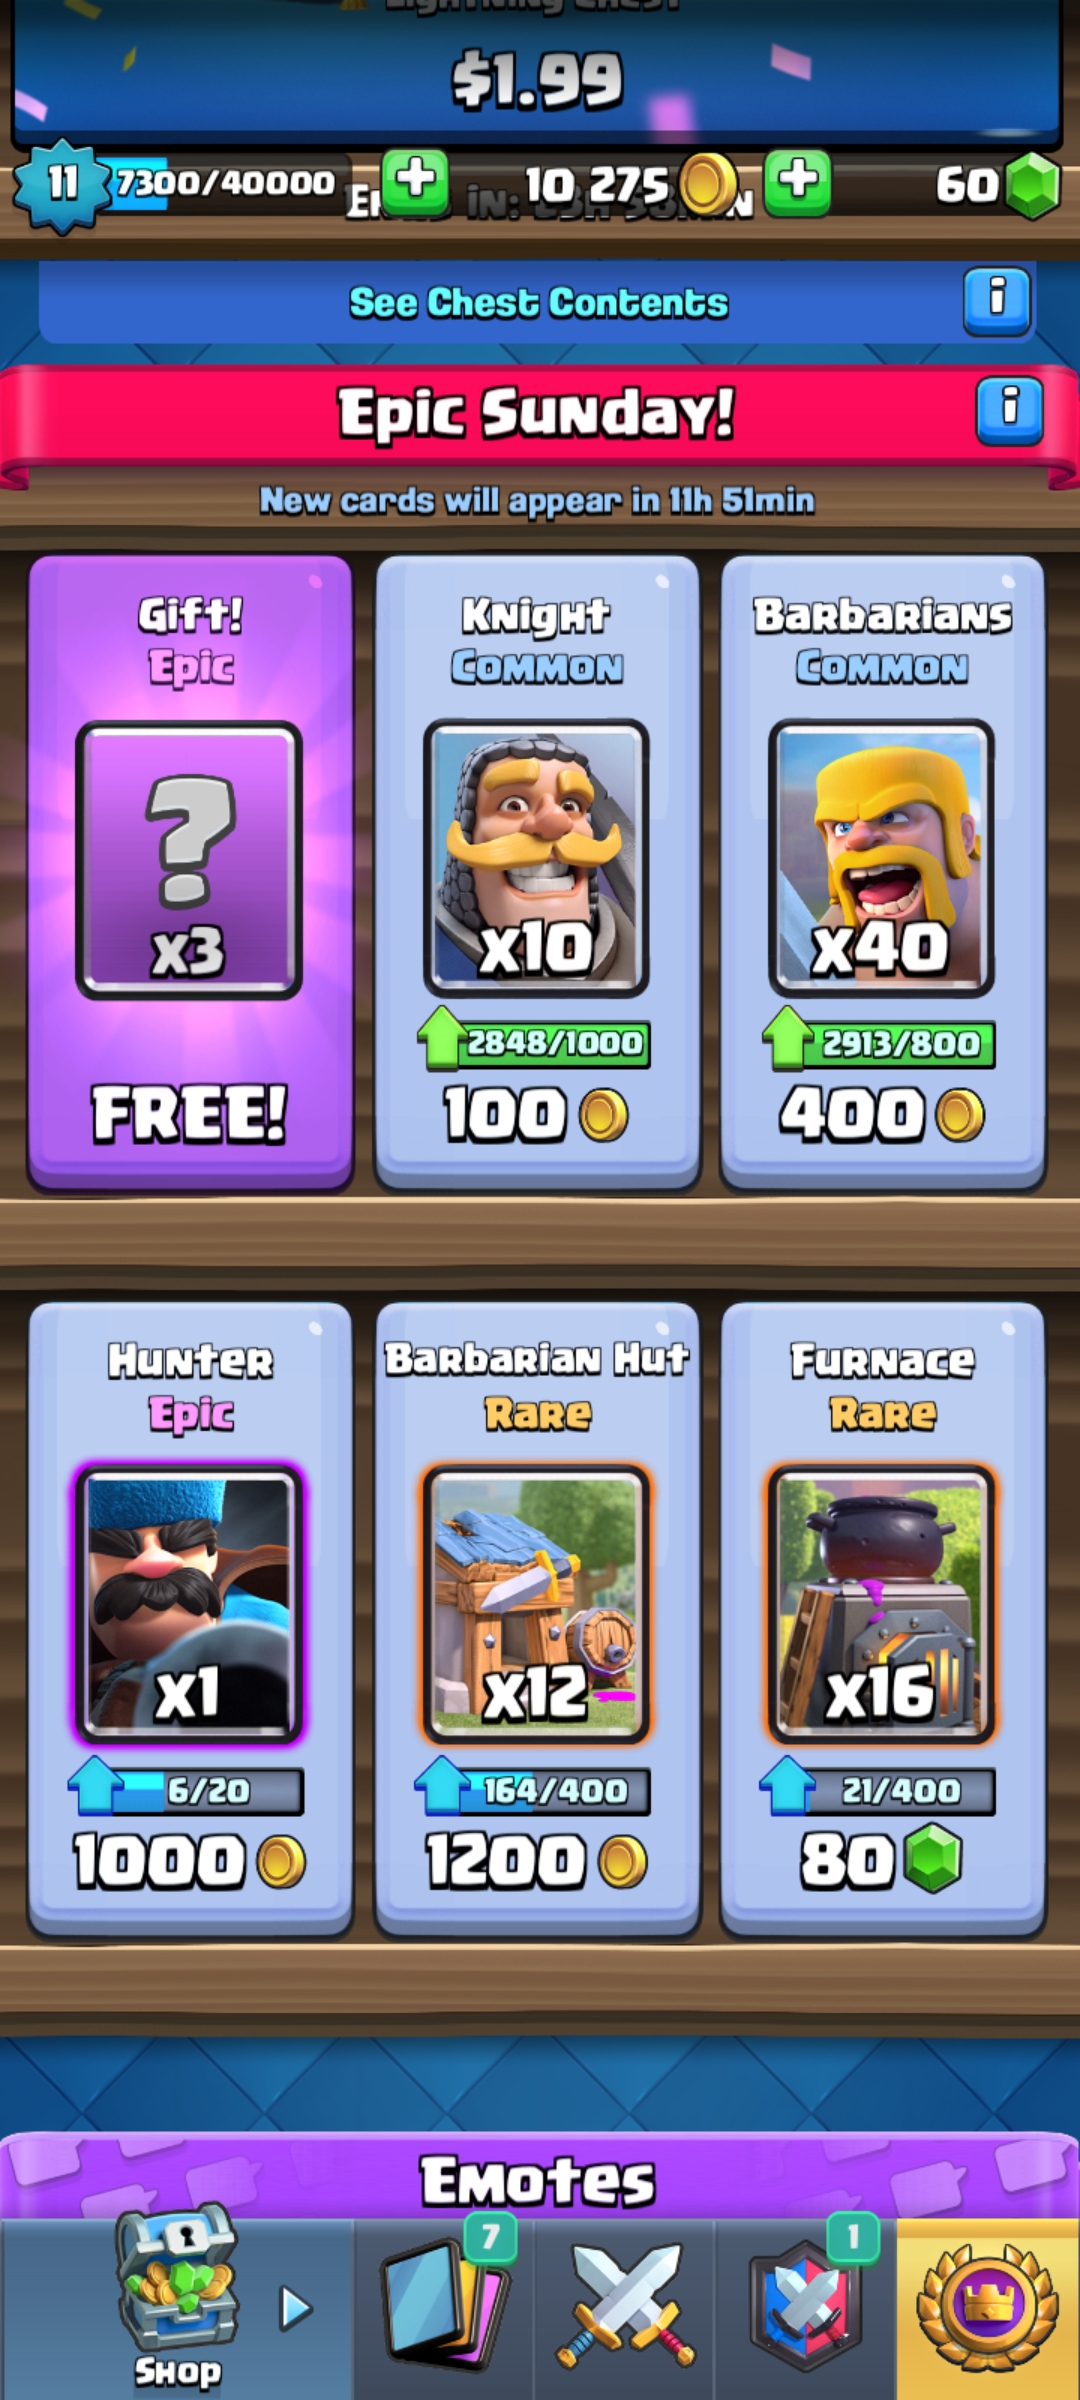 $1.99
11 7300/40000 10 275 60
See Chest Contents
Epic Sunday!
New cards will appear in 11h 51min
Gift!
Epic
x3
FREE!
Knight
Common
x10
2848/1000
100
Barbarians
Common
x40
2913/800
400
Hunter
Epic
x1
6/20
1000
Barbarian Hut
Rare
x12
164/400
1200
Furnace
Rare
x16
21/400
80
Emotes
7
1
Shop